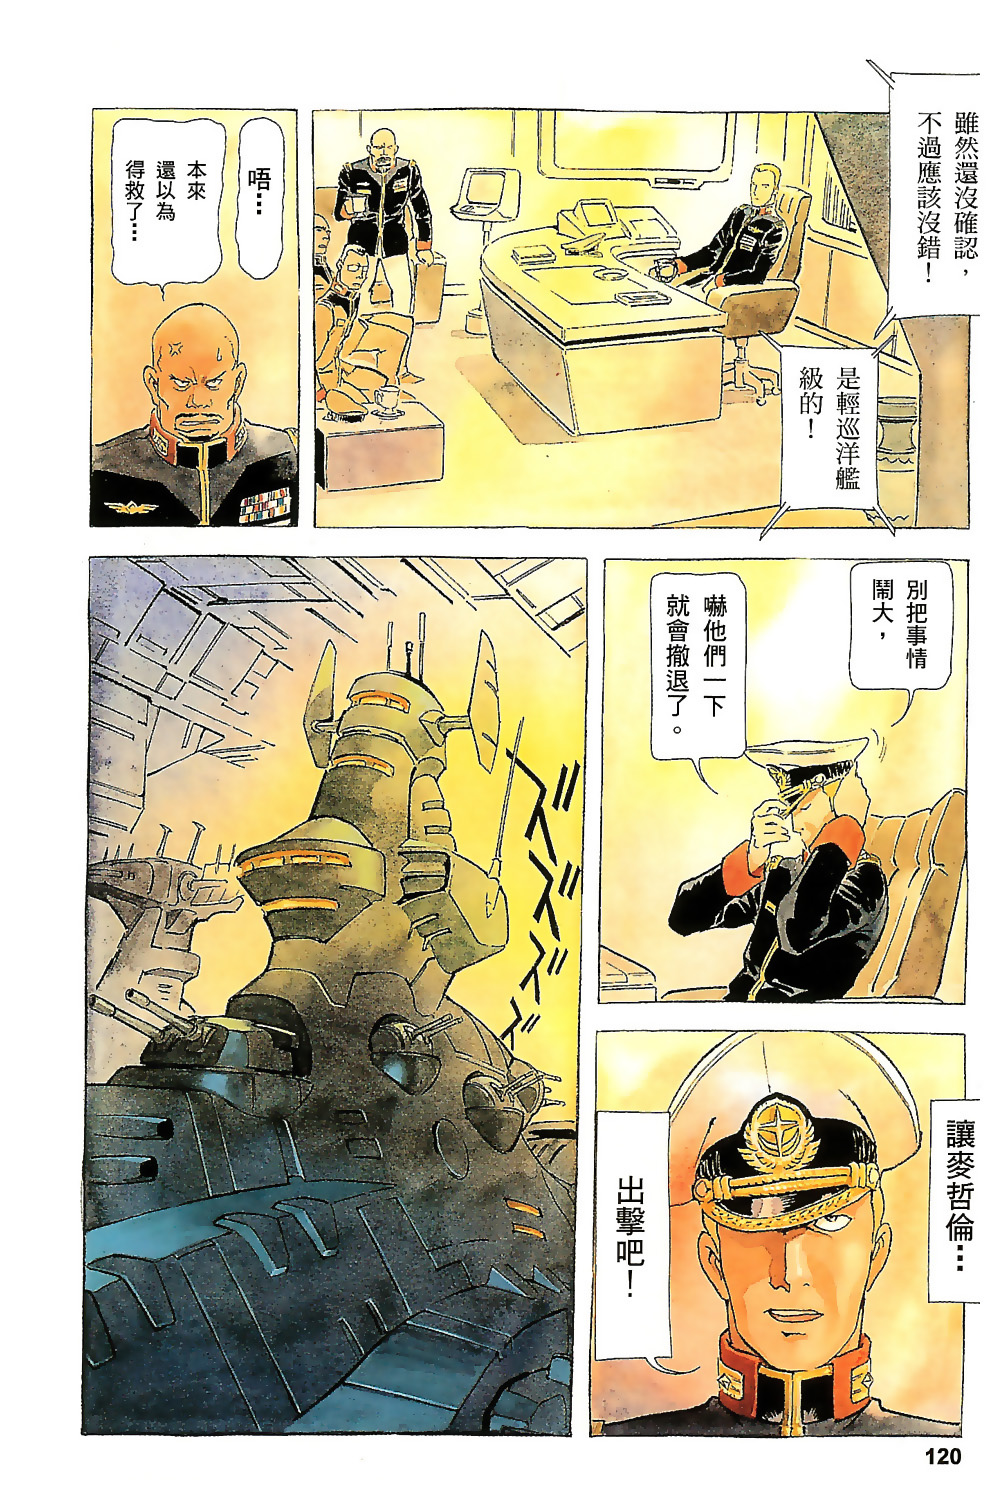 雖然還沒確認，
不過應該沒錯！
是輕巡洋艦
級的！
唔…
本來
還以為
得救了…
別把事情
鬧大，
嚇他們一下
就會撤退了。
讓麥哲倫…
出擊吧！
ズズズズズ
120